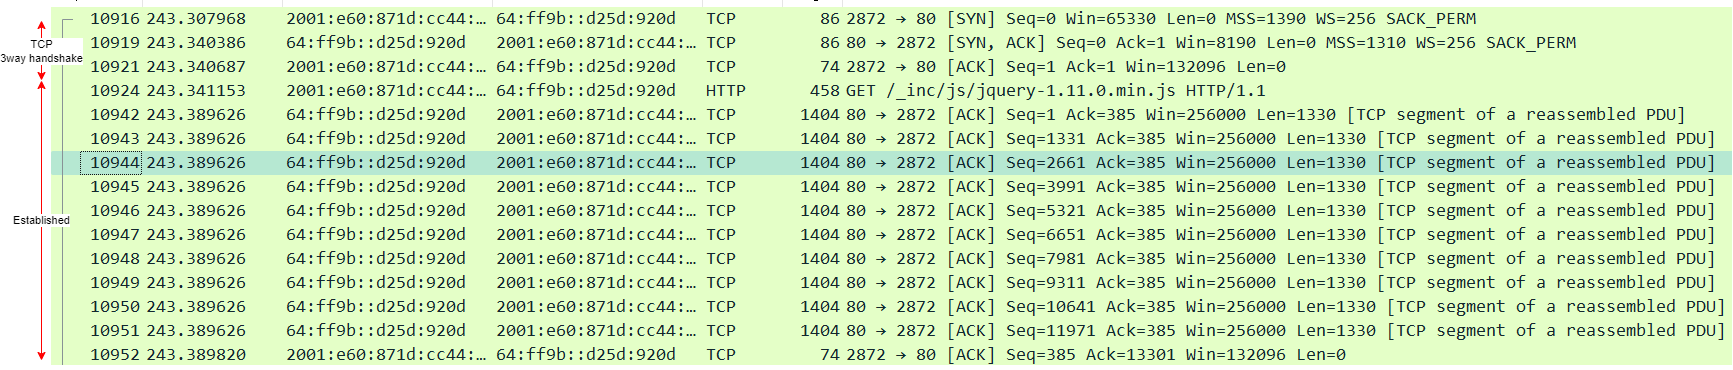 10916 243.307968 2001:e60:871d:cc44:… 64:ff9b::d25d:920d TCP 86 2872 → 80 [SYN] Seq=0 Win=65330 Len=0 MSS=1390 WS=256 SACK_PERM
TCP
3way handshake
10919 243.340386 64:ff9b::d25d:920d 2001:e60:871d:cc44:… TCP 86 80 → 2872 [SYN, ACK] Seq=0 Ack=1 Win=8190 Len=0 MSS=1310 WS=256 SACK_PERM
10921 243.340687 2001:e60:871d:cc44:… 64:ff9b::d25d:920d TCP 74 2872 → 80 [ACK] Seq=1 Ack=1 Win=132096 Len=0
10924 243.341153 2001:e60:871d:cc44:… 64:ff9b::d25d:920d HTTP 458 GET /_inc/js/jquery-1.11.0.min.js HTTP/1.1
10942 243.389626 64:ff9b::d25d:920d 2001:e60:871d:cc44:… TCP 1404 80 → 2872 [ACK] Seq=1 Ack=385 Win=256000 Len=1330 [TCP segment of a reassembled PDU]
10943 243.389626 64:ff9b::d25d:920d 2001:e60:871d:cc44:… TCP 1404 80 → 2872 [ACK] Seq=1331 Ack=385 Win=256000 Len=1330 [TCP segment of a reassembled PDU]
10944 243.389626 64:ff9b::d25d:920d 2001:e60:871d:cc44:… TCP 1404 80 → 2872 [ACK] Seq=2661 Ack=385 Win=256000 Len=1330 [TCP segment of a reassembled PDU]
10945 243.389626 64:ff9b::d25d:920d 2001:e60:871d:cc44:… TCP 1404 80 → 2872 [ACK] Seq=3991 Ack=385 Win=256000 Len=1330 [TCP segment of a reassembled PDU]
10946 243.389626 64:ff9b::d25d:920d 2001:e60:871d:cc44:… TCP 1404 80 → 2872 [ACK] Seq=5321 Ack=385 Win=256000 Len=1330 [TCP segment of a reassembled PDU]
Established
10947 243.389626 64:ff9b::d25d:920d 2001:e60:871d:cc44:… TCP 1404 80 → 2872 [ACK] Seq=6651 Ack=385 Win=256000 Len=1330 [TCP segment of a reassembled PDU]
10948 243.389626 64:ff9b::d25d:920d 2001:e60:871d:cc44:… TCP 1404 80 → 2872 [ACK] Seq=7981 Ack=385 Win=256000 Len=1330 [TCP segment of a reassembled PDU]
10949 243.389626 64:ff9b::d25d:920d 2001:e60:871d:cc44:… TCP 1404 80 → 2872 [ACK] Seq=9311 Ack=385 Win=256000 Len=1330 [TCP segment of a reassembled PDU]
10950 243.389626 64:ff9b::d25d:920d 2001:e60:871d:cc44:… TCP 1404 80 → 2872 [ACK] Seq=10641 Ack=385 Win=256000 Len=1330 [TCP segment of a reassembled PDU]
10951 243.389626 64:ff9b::d25d:920d 2001:e60:871d:cc44:… TCP 1404 80 → 2872 [ACK] Seq=11971 Ack=385 Win=256000 Len=1330 [TCP segment of a reassembled PDU]
10952 243.389820 2001:e60:871d:cc44:… 64:ff9b::d25d:920d TCP 74 2872 → 80 [ACK] Seq=385 Ack=13301 Win=132096 Len=0